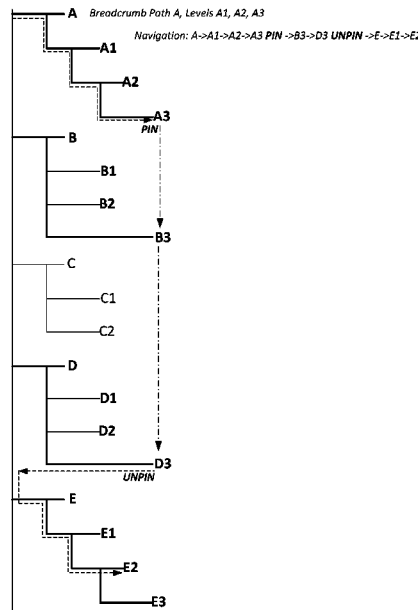 A Breadcrumb Path A, Levels A1, A2, A3
Navigation: A->A1->A2->A3 PIN ->B3->D3 UNPIN ->E->E1->E2
A1
A2
A3
PIN
B
B1
B2
B3
C
C1
C2
D
D1
D2
D3
UNPIN
E
E1
E2
E3